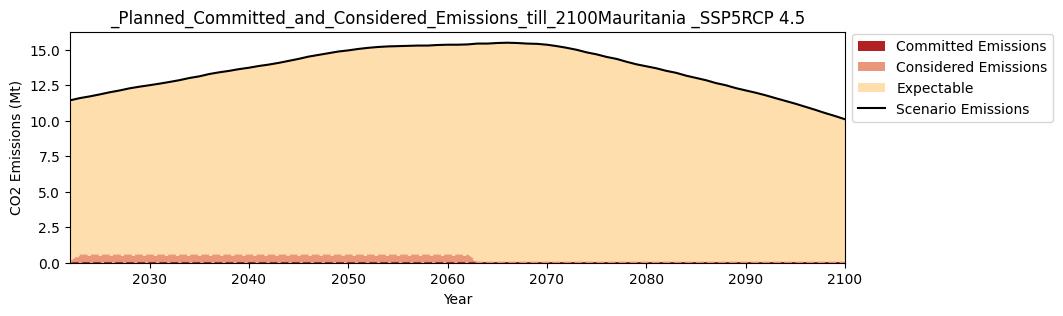 _Planned_Committed_and_Considered_Emissions_till_2100Mauritania _SSP5RCP 4.5
CO2 Emissions (Mt)
15.0
12.5
10.0
7.5
5.0
2.5
0.0
2030 2040 2050 2060 2070 2080 2090 2100
Year
Committed Emissions
Considered Emissions
Expectable
Scenario Emissions